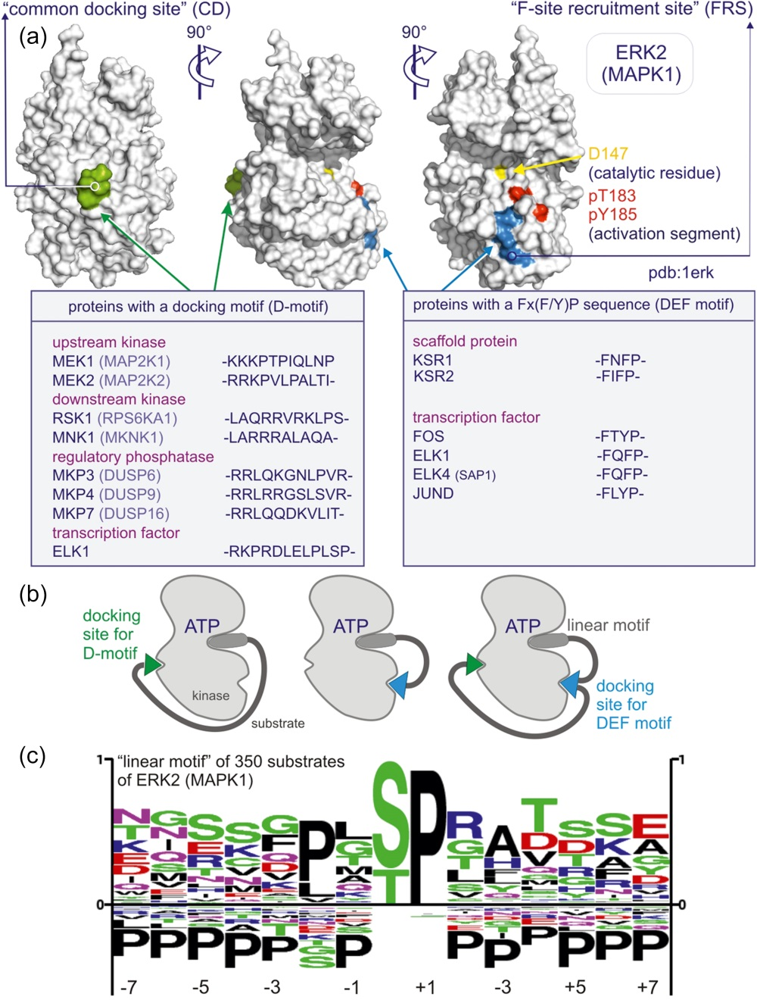 “common docking site” (CD)
“F-site recruitment site” (FRS)
(a)
90°
90°
ERK2
(MAPK1)
D147
(catalytic residue)
pT183
pY185
(activation segment)
pdb:1erk
proteins with a docking motif (D-motif)
upstream kinase
MEK1 (MAP2K1) -KKKPTPIQLNP
MEK2 (MAP2K2) -RRKPVLPALTI-
downstream kinase
RSK1 (RPS6KA1) -LAQRRVRKLPS-
MNK1 (MKNK1) -LARRRALAQA-
regulatory phosphatase
MKP3 (DUSP6) -RRLQKGNLPVR-
MKP4 (DUSP9) -RRLRRGSLSVR-
MKP7 (DUSP16) -RRLQQDKVLIT-
transcription factor
ELK1 -RKPRDLELPLSP-
proteins with a Fx(F/Y)P sequence (DEF motif)
scaffold protein
KSR1 -FNFP-
KSR2 -FIFP-
transcription factor
FOS -FTYP-
ELK1 -FQFP-
ELK4 (SAP1) -FQFP-
JUND -FLYP-
(b)
docking
site for
D-motif
ATP
kinase
substrate
ATP
ATP
linear motif
docking
site for
DEF motif
(c)
1
“linear motif” of 350 substrates
of ERK2 (MAPK1)
1
N G S S G P L S P R A T S S E
T
0
0
P P P P P S P P P P P P P
-7 -5 -3 -1 +1 -3 +5 +7